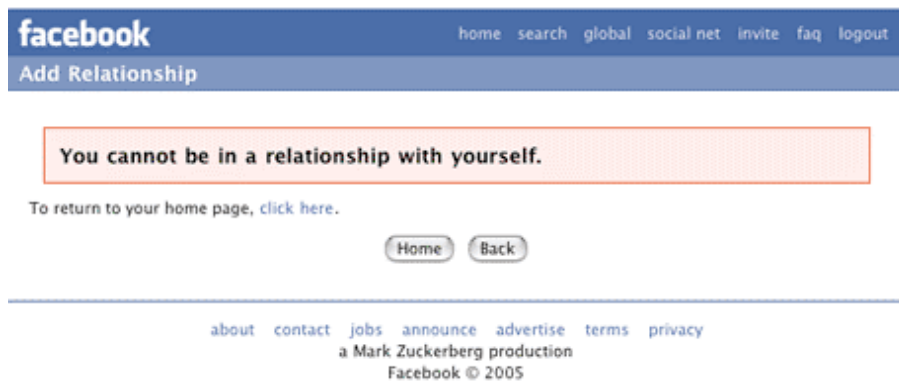 facebook home search global social net invite faq logout
Add Relationship
You cannot be in a relationship with yourself.
To return to your home page, click here.
Home Back
about contact jobs announce advertise terms privacy
a Mark Zuckerberg production
Facebook © 2005